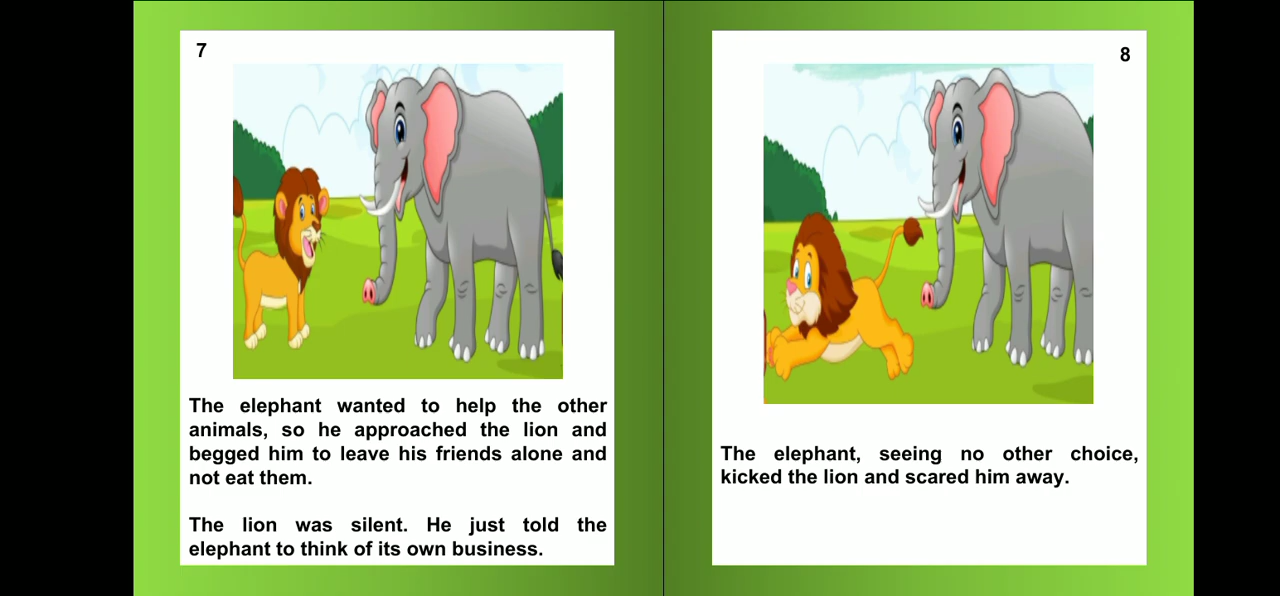 7
The elephant wanted to help the other
animals, so he approached the lion and
begged him to leave his friends alone and
not eat them.
The lion was silent. He just told the
elephant to think of its own business.
8
The elephant, seeing no other choice,
kicked the lion and scared him away.